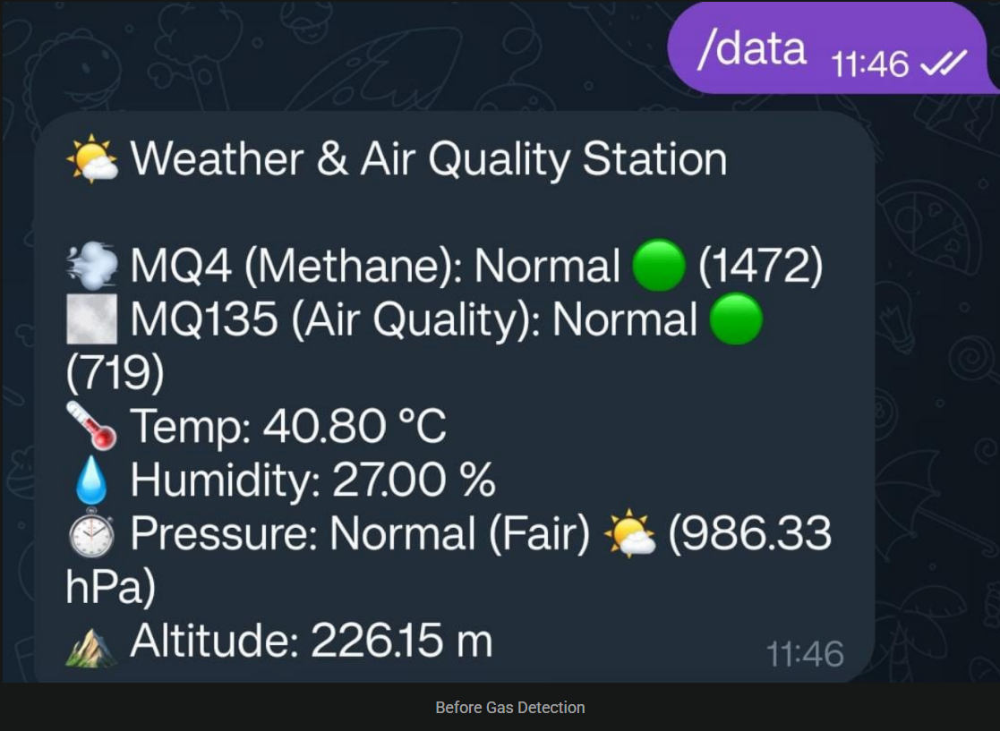 /data 11:46
Weather & Air Quality Station
MQ4 (Methane): Normal (1472)
MQ135 (Air Quality): Normal
(719)
Temp: 40.80 °C
Humidity: 27.00 %
Pressure: Normal (Fair) (986.33
hPa)
Altitude: 226.15 m
11:46
Before Gas Detection